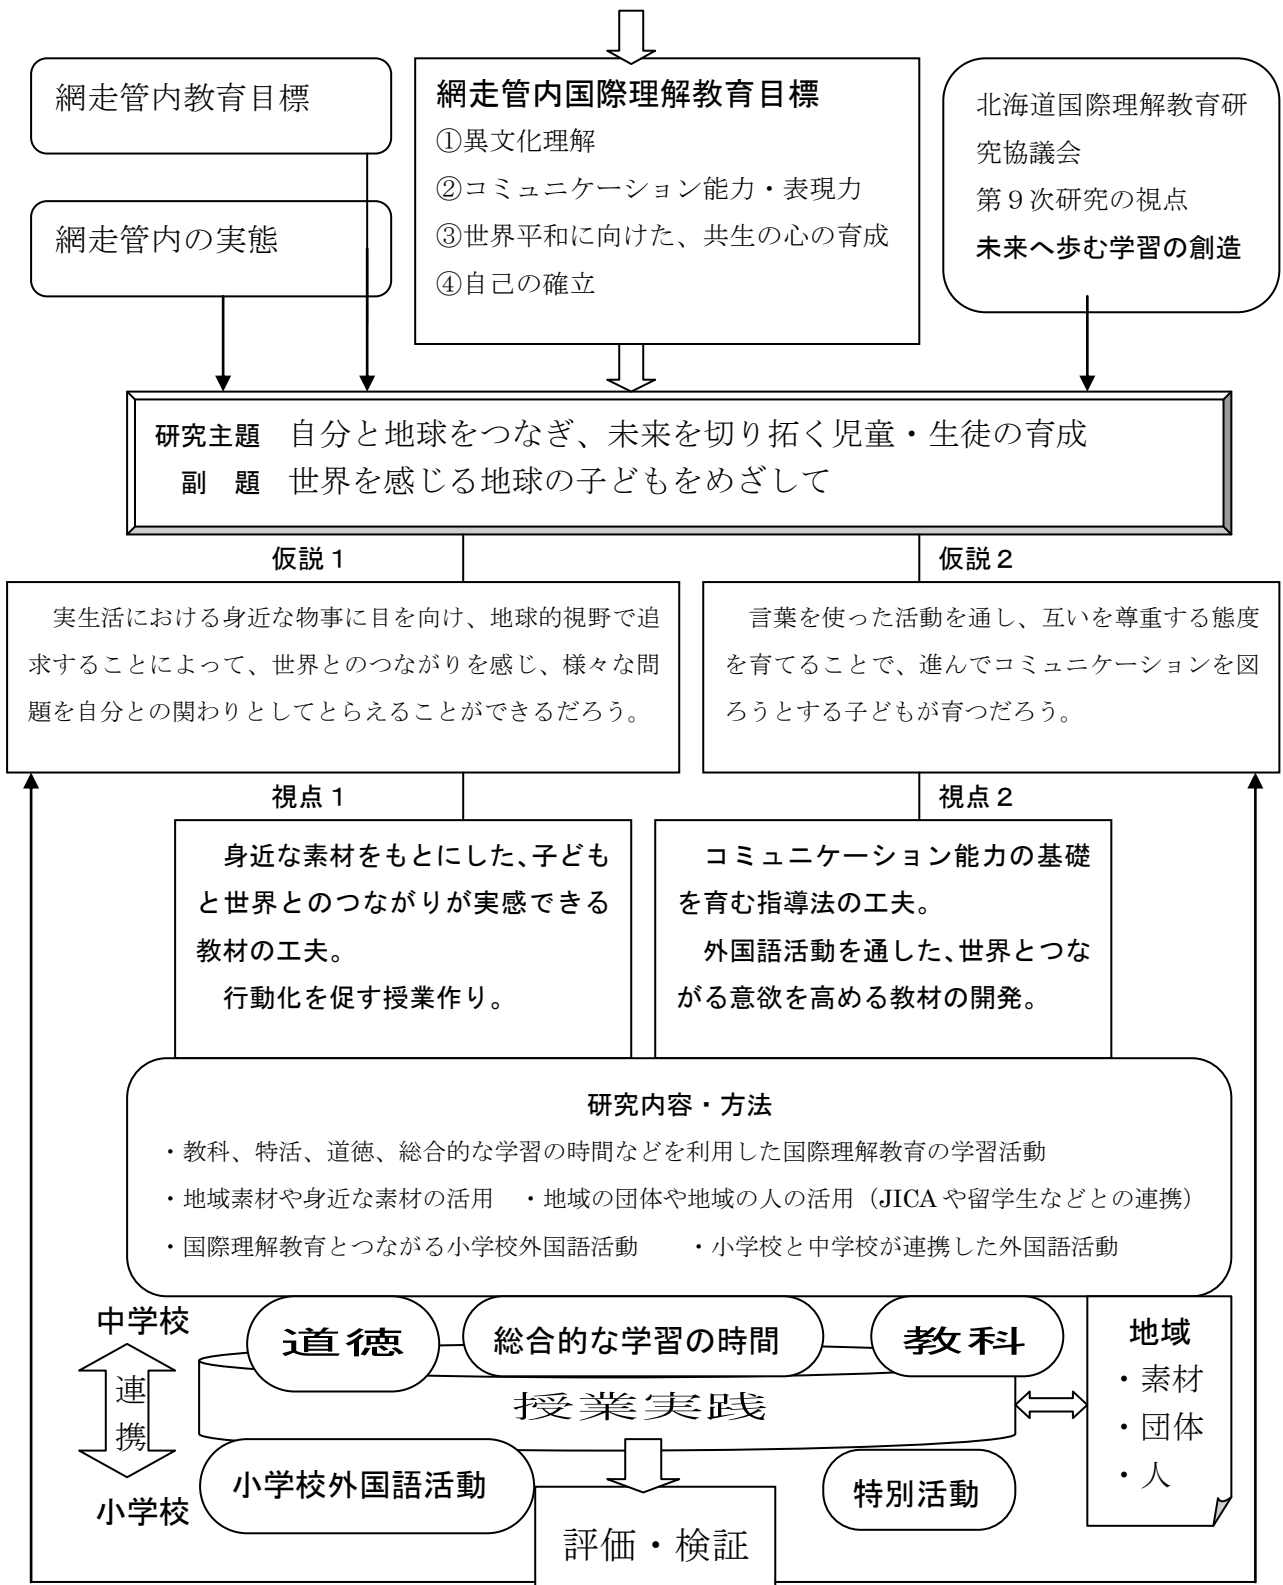 網走管内教育目標
網走管内の実態
網走管内国際理解教育目標
①異文化理解
②コミュニケーション能力・表現力
③世界平和に向けた、共生の心の育成
④自己の確立
北海道国際理解教育研
究協議会
第９次研究の視点
未来へ歩む学習の創造
研究主題 自分と地球をつなぎ、未来を切り拓く児童・生徒の育成
副　題 世界を感じる地球の子どもをめざして
仮説１
実生活における身近な物事に目を向け、地球的視野で追
求することによって、世界とのつながりを感じ、様々な問
題を自分との関わりとしてとらえることができるだろう。
仮説２
言葉を使った活動を通し、互いを尊重する態度
を育てることで、進んでコミュニケーションを図
ろうとする子どもが育つだろう。
視点１
身近な素材をもとにした、子ども
と世界とのつながりが実感できる
教材の工夫。
行動化を促す授業作り。
視点２
コミュニケーション能力の基礎
を育む指導法の工夫。
外国語活動を通した、世界とつな
がる意欲を高める教材の開発。
研究内容・方法
・教科、特活、道徳、総合的な学習の時間などを利用した国際理解教育の学習活動
・地域素材や身近な素材の活用　・地域の団体や地域の人の活用（JICAや留学生などとの連携）
・国際理解教育とつながる小学校外国語活動　・小学校と中学校が連携した外国語活動
中学校
連
携
小学校
道徳
総合的な学習の時間
教科
授業実践
小学校外国語活動
特別活動
地域
・素材
・団体
・人
評価・検証